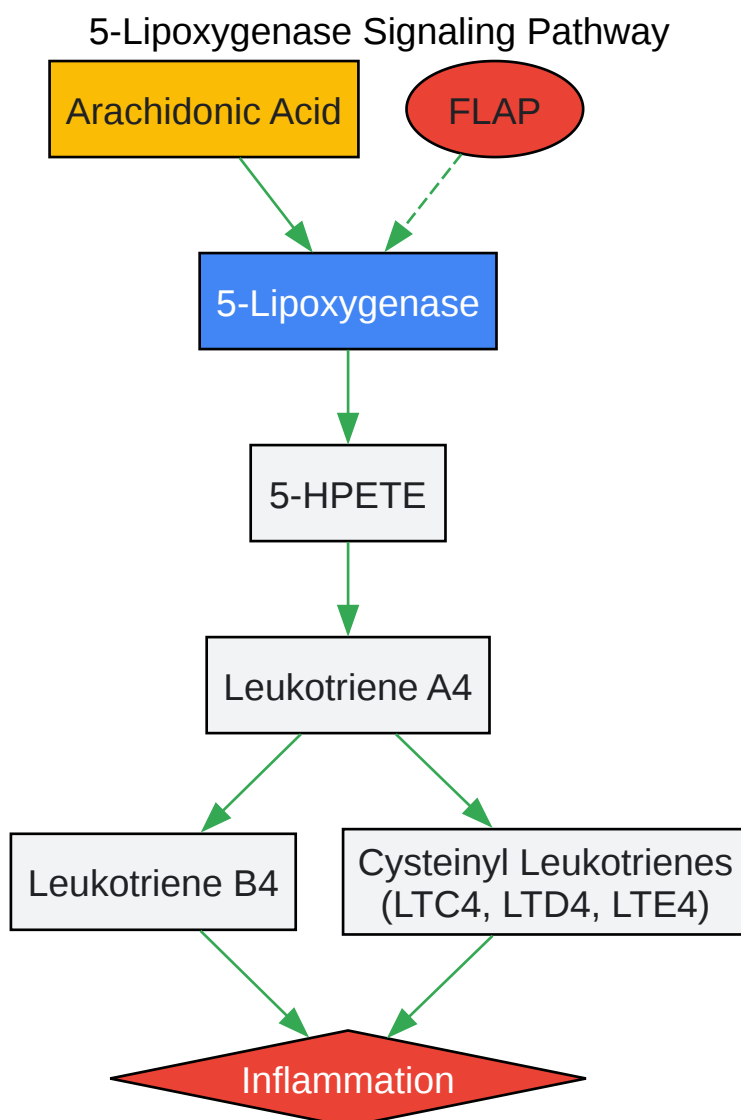 5-Lipoxygenase Signaling Pathway
Arachidonic Acid
FLAP
5-Lipoxygenase
5-HPETE
Leukotriene A4
Leukotriene B4
Cysteinyl Leukotrienes
(LTC4, LTD4, LTE4)
Inflammation